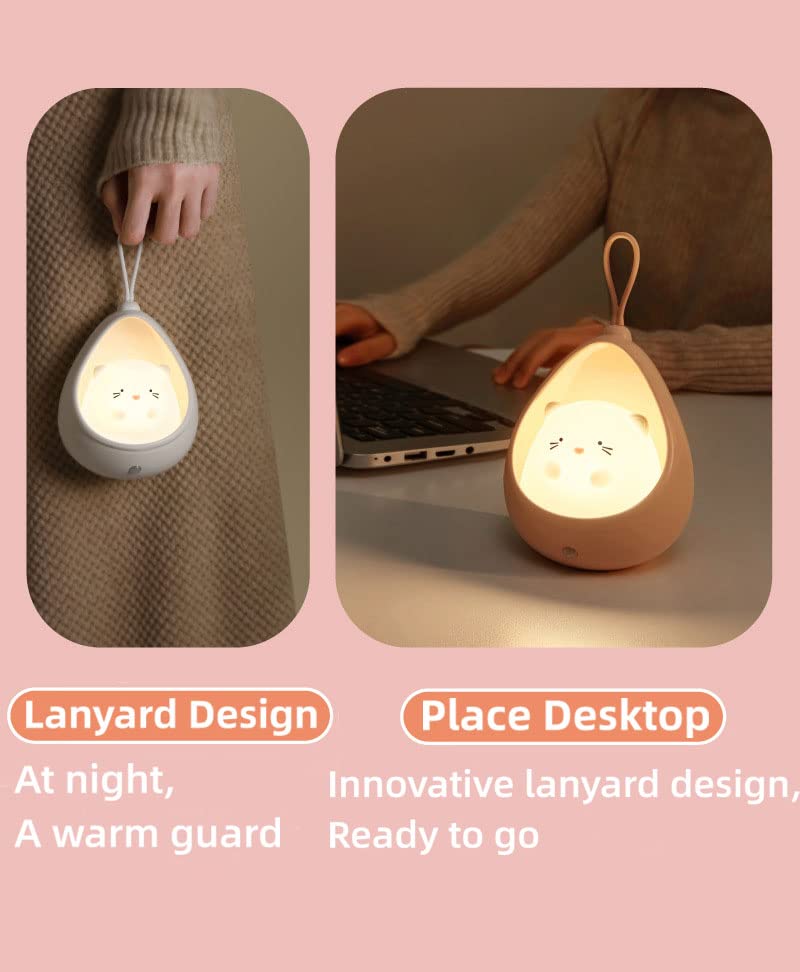 Lanyard Design
At night,
A warm guard
Place Desktop
Innovative lanyard design,
Ready to go